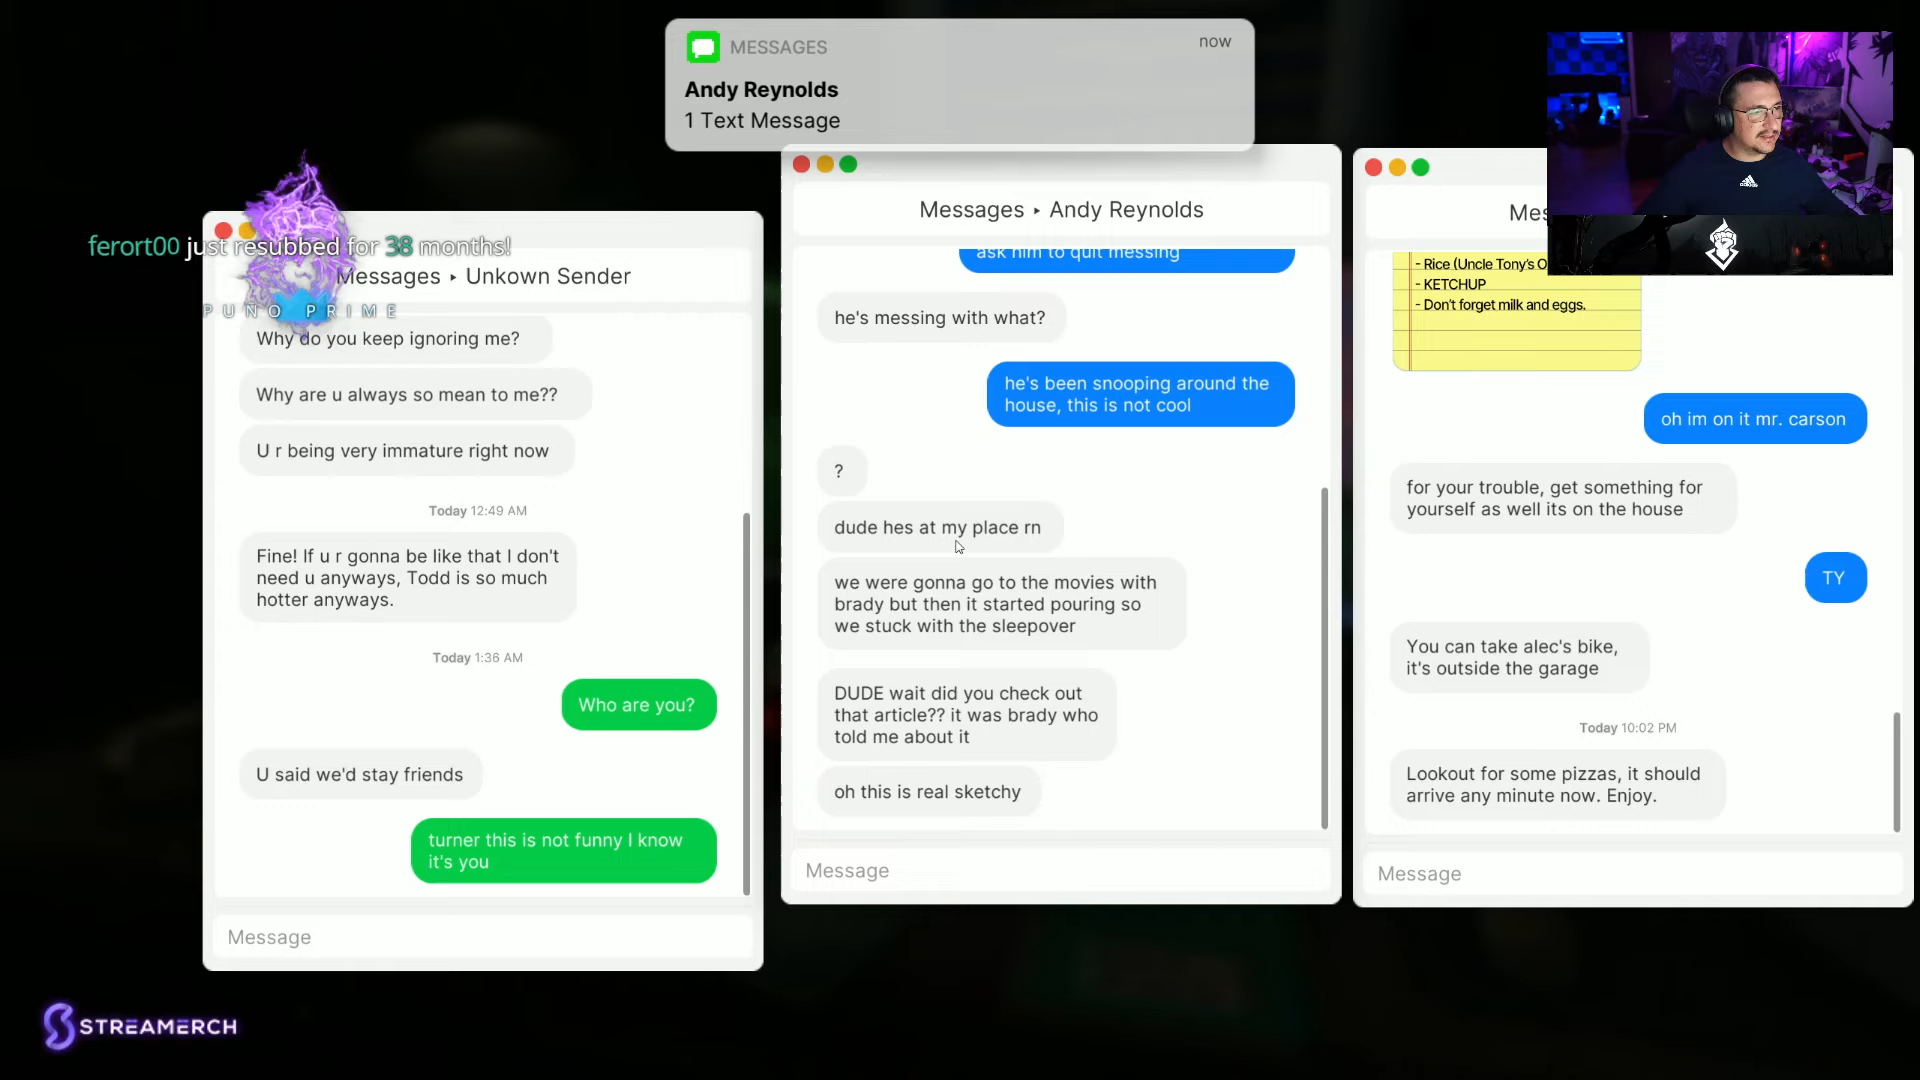 MESSAGES
now
Andy Reynolds
1 Text Message
ferort00 just resubbed for 38 months!
PUNO PRIME
Messages ▸ Unkown Sender
Why do you keep ignoring me?
Why are u always so mean to me??
U r being very immature right now
Today 12:49 AM
Fine! If u r gonna be like that I don't
need u anyways, Todd is so much
hotter anyways.
Today 1:36 AM
Who are you?
U said we'd stay friends
turner this is not funny I know
it's you
Message
Messages ▸ Andy Reynolds
ask him to quit messing
he's messing with what?
he's been snooping around the
house, this is not cool
?
dude hes at my place rn
we were gonna go to the movies with
brady but then it started pouring so
we stuck with the sleepover
DUDE wait did you check out
that article?? it was brady who
told me about it
oh this is real sketchy
Message
Mes
- Rice (Uncle Tony's O
- KETCHUP
- Don't forget milk and eggs.
oh im on it mr. carson
for your trouble, get something for
yourself as well its on the house
TY
You can take alec's bike,
it's outside the garage
Today 10:02 PM
Lookout for some pizzas, it should
arrive any minute now. Enjoy.
Message
STREAMERCH